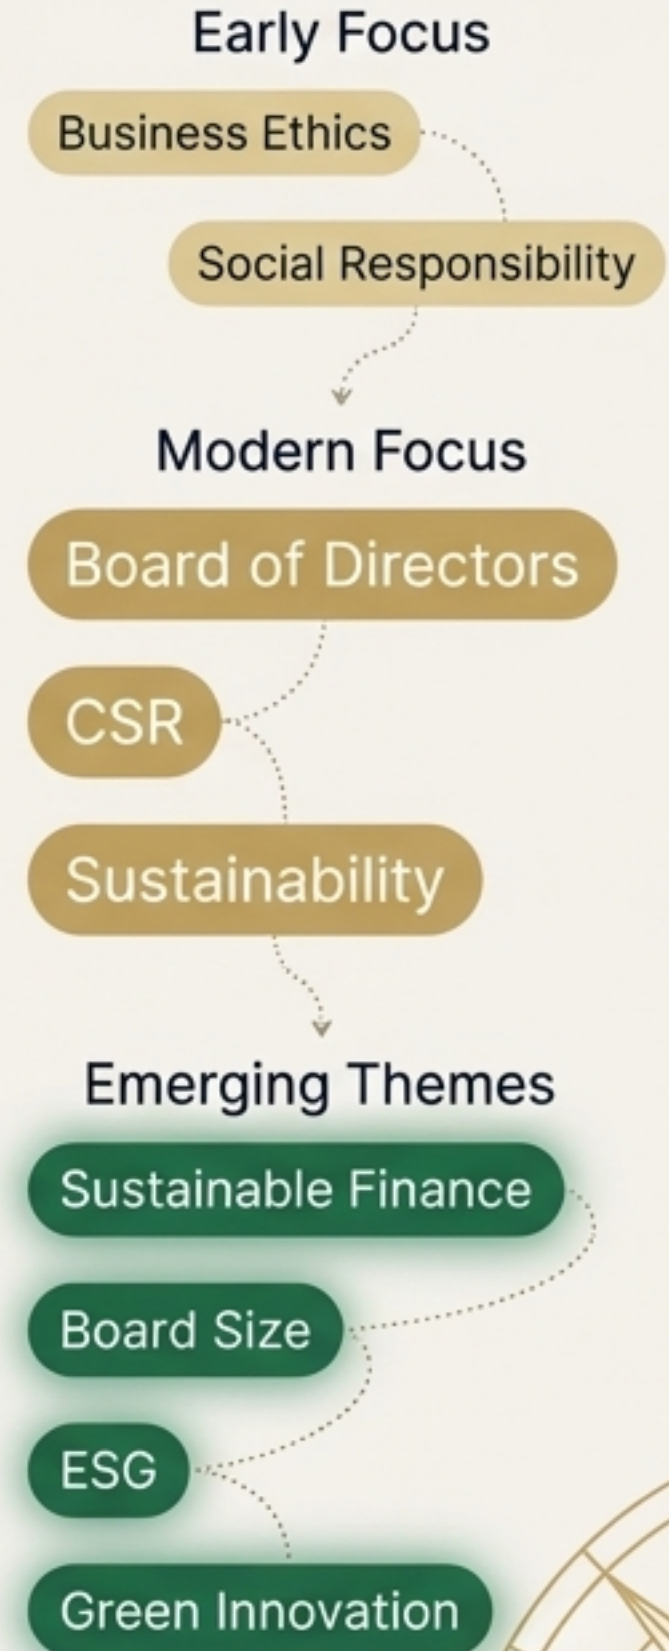 Early Focus
Business Ethics
Social Responsibility
Modern Focus
Board of Directors
CSR
Sustainability
Emerging Themes
Sustainable Finance
Board Size
ESG
Green Innovation